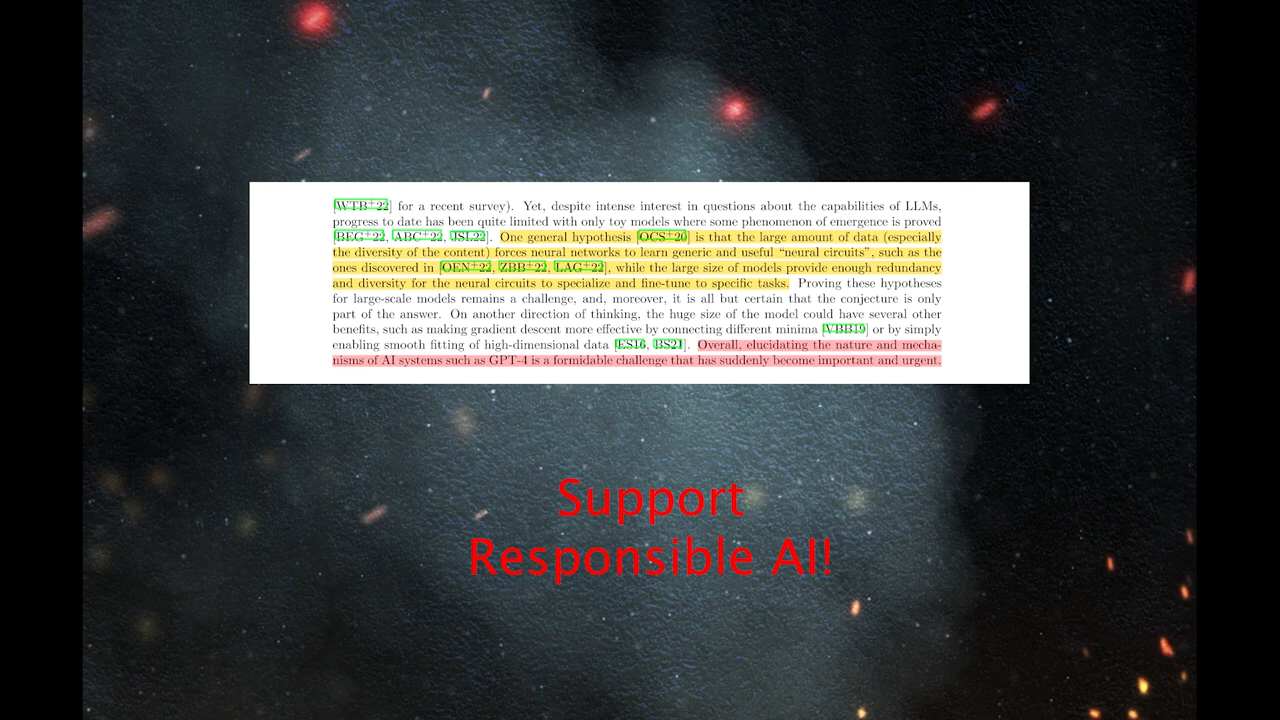 [WTB+22] for a recent survey). Yet, despite intense interest in questions about the capabilities of LLMs,
progress to date has been quite limited with only toy models where some phenomenon of emergence is proved
[BEG+22, ABC+22, JSL22]. One general hypothesis [OCS+20] is that the large amount of data (especially
the diversity of the content) forces neural networks to learn generic and useful “neural circuits”, such as the
ones discovered in [OEN+22, ZBB+22, LAG+22], while the large size of models provide enough redundancy
and diversity for the neural circuits to specialize and fine-tune to specific tasks. Proving these hypotheses
for large-scale models remains a challenge, and, moreover, it is all but certain that the conjecture is only
part of the answer. On another direction of thinking, the huge size of the model could have several other
benefits, such as making gradient descent more effective by connecting different minima [VBB19] or by simply
enabling smooth fitting of high-dimensional data [ES16, BS21]. Overall, elucidating the nature and mecha-
nisms of AI systems such as GPT-4 is a formidable challenge that has suddenly become important and urgent.
Support
Responsible AI!